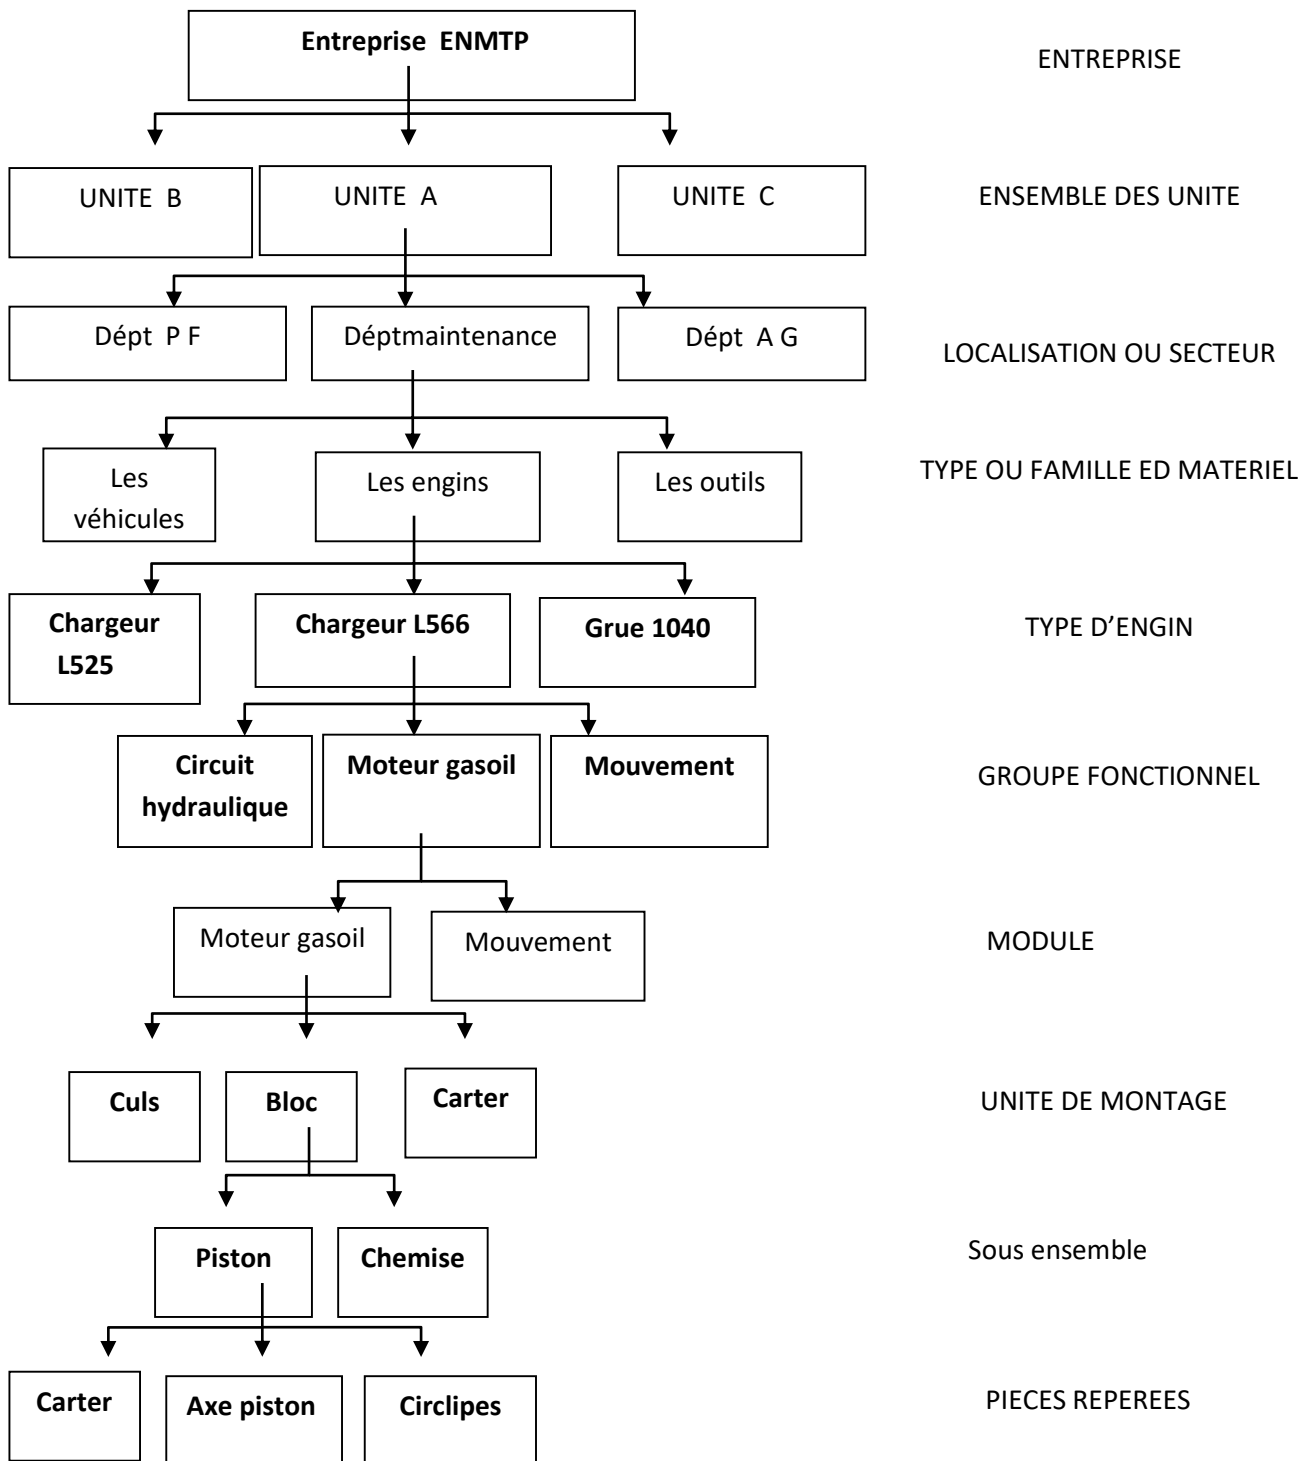 Entreprise ENMTP
ENTREPRISE
UNITE B
UNITE A
UNITE C
ENSEMBLE DES UNITE
Dépt P F
Déptmaintenance
Dépt A G
LOCALISATION OU SECTEUR
Les
véhicules
Les engins
Les outils
TYPE OU FAMILLE ED MATERIEL
Chargeur
L525
Chargeur L566
Grue 1040
TYPE D’ENGIN
Circuit
hydraulique
Moteur gasoil
Mouvement
GROUPE FONCTIONNEL
Moteur gasoil
Mouvement
MODULE
Culs
Bloc
Carter
UNITE DE MONTAGE
Piston
Chemise
Sous ensemble
Carter
Axe piston
Circlipes
PIECES REPEREES